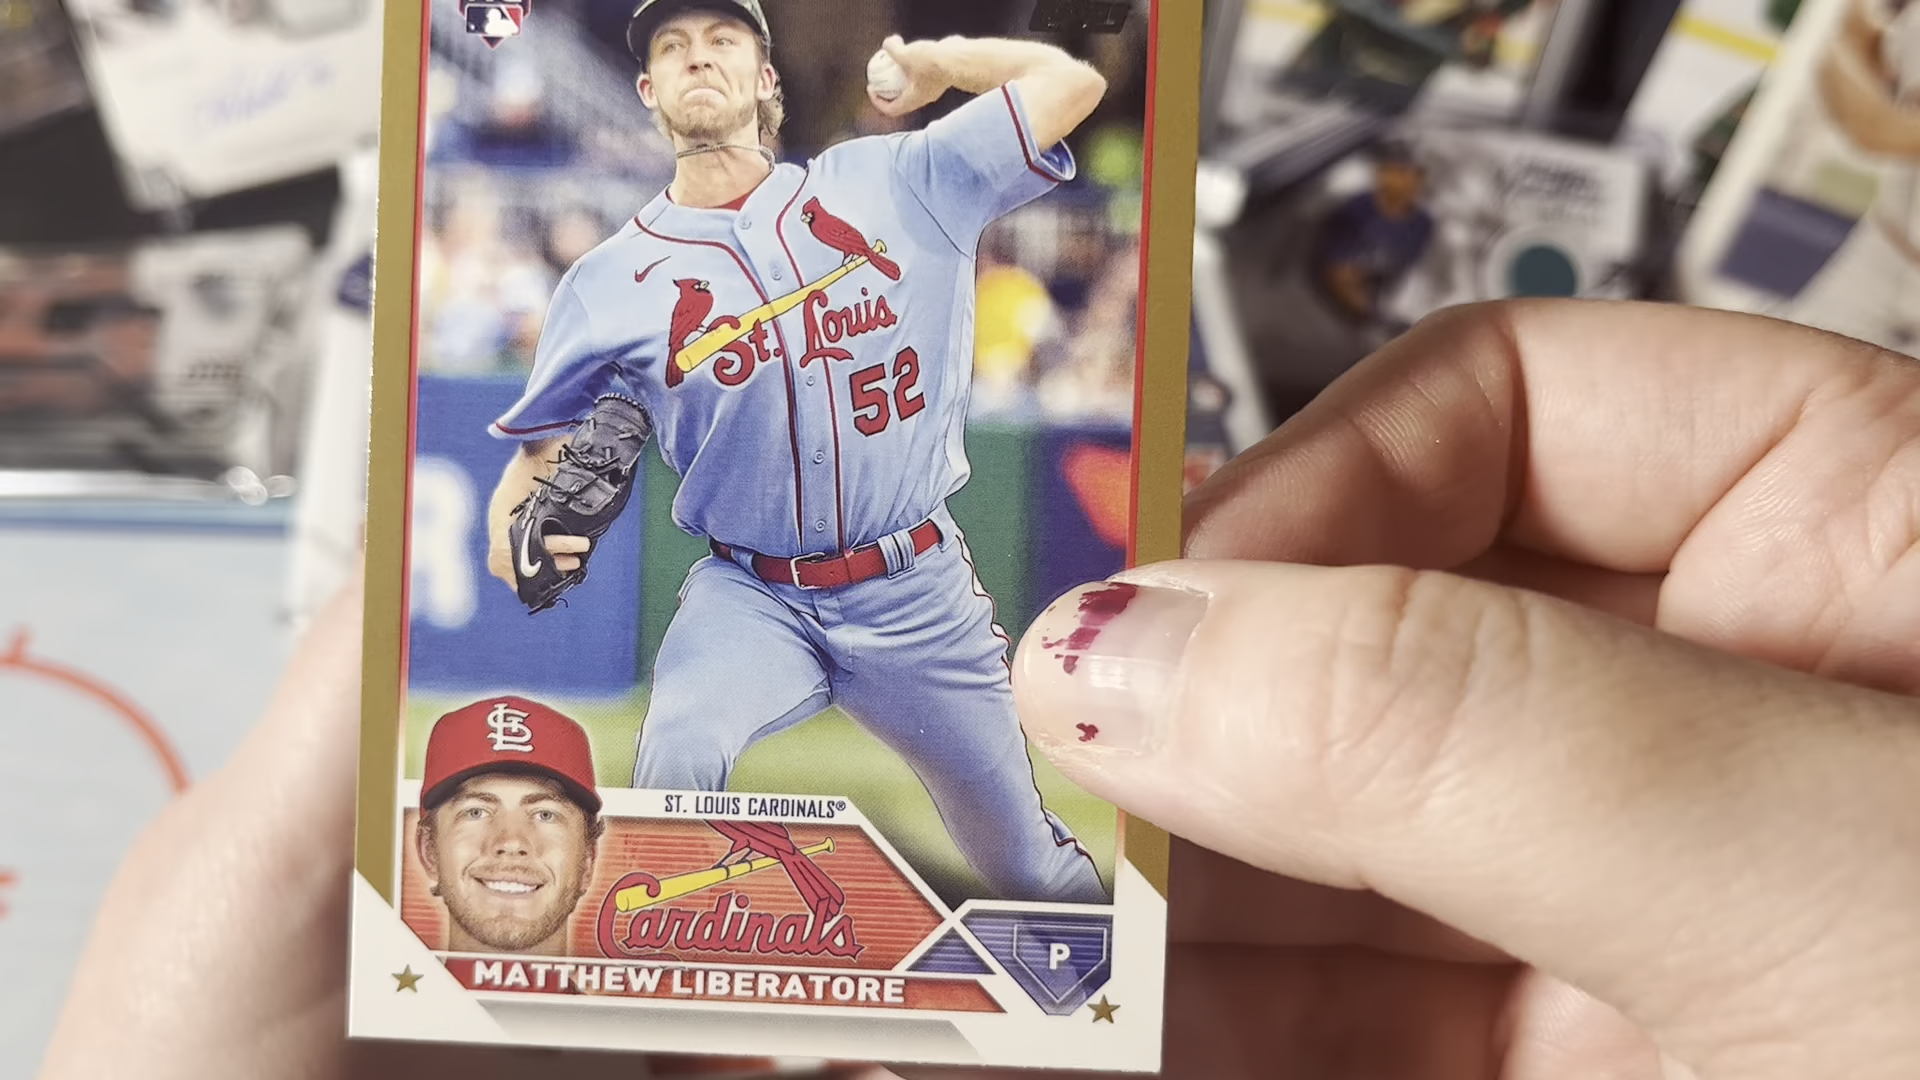 St. Louis
52
ST. LOUIS CARDINALS®
Cardinals
P
MATTHEW LIBERATORE